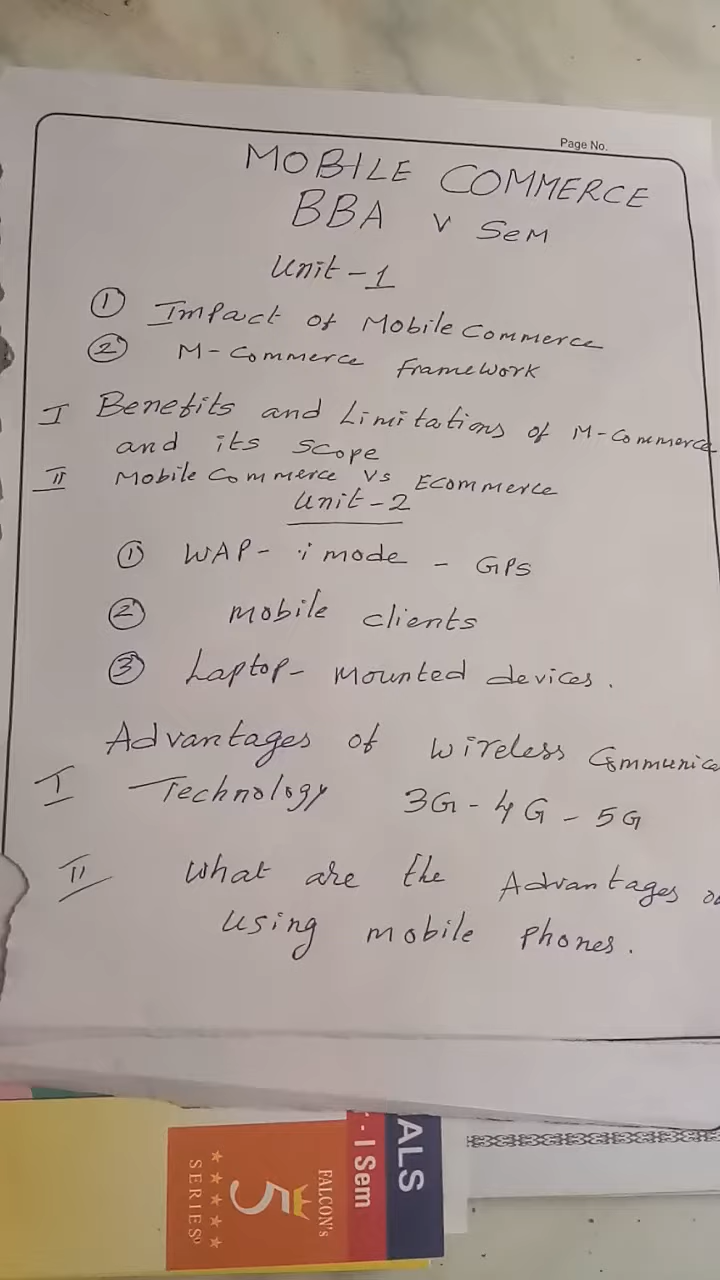 Page No.
MOBILE COMMERCE
BBA V SeM
Unit-1
① Impact of Mobile Commerce
② M-Commerce framework
I Benefits and Limitations of M-Commerce
and its scope
II Mobile Commerce Vs Ecommerce
Unit-2
① WAP- i mode - GPS
② mobile clients
③ Laptop- Mounted devices.
Advantages of Wireless Communica
I Technology 3G-4G-5G
II What are the Advantages
using mobile phones.
ALS
- I Sem
FALCON's
5
SERIES